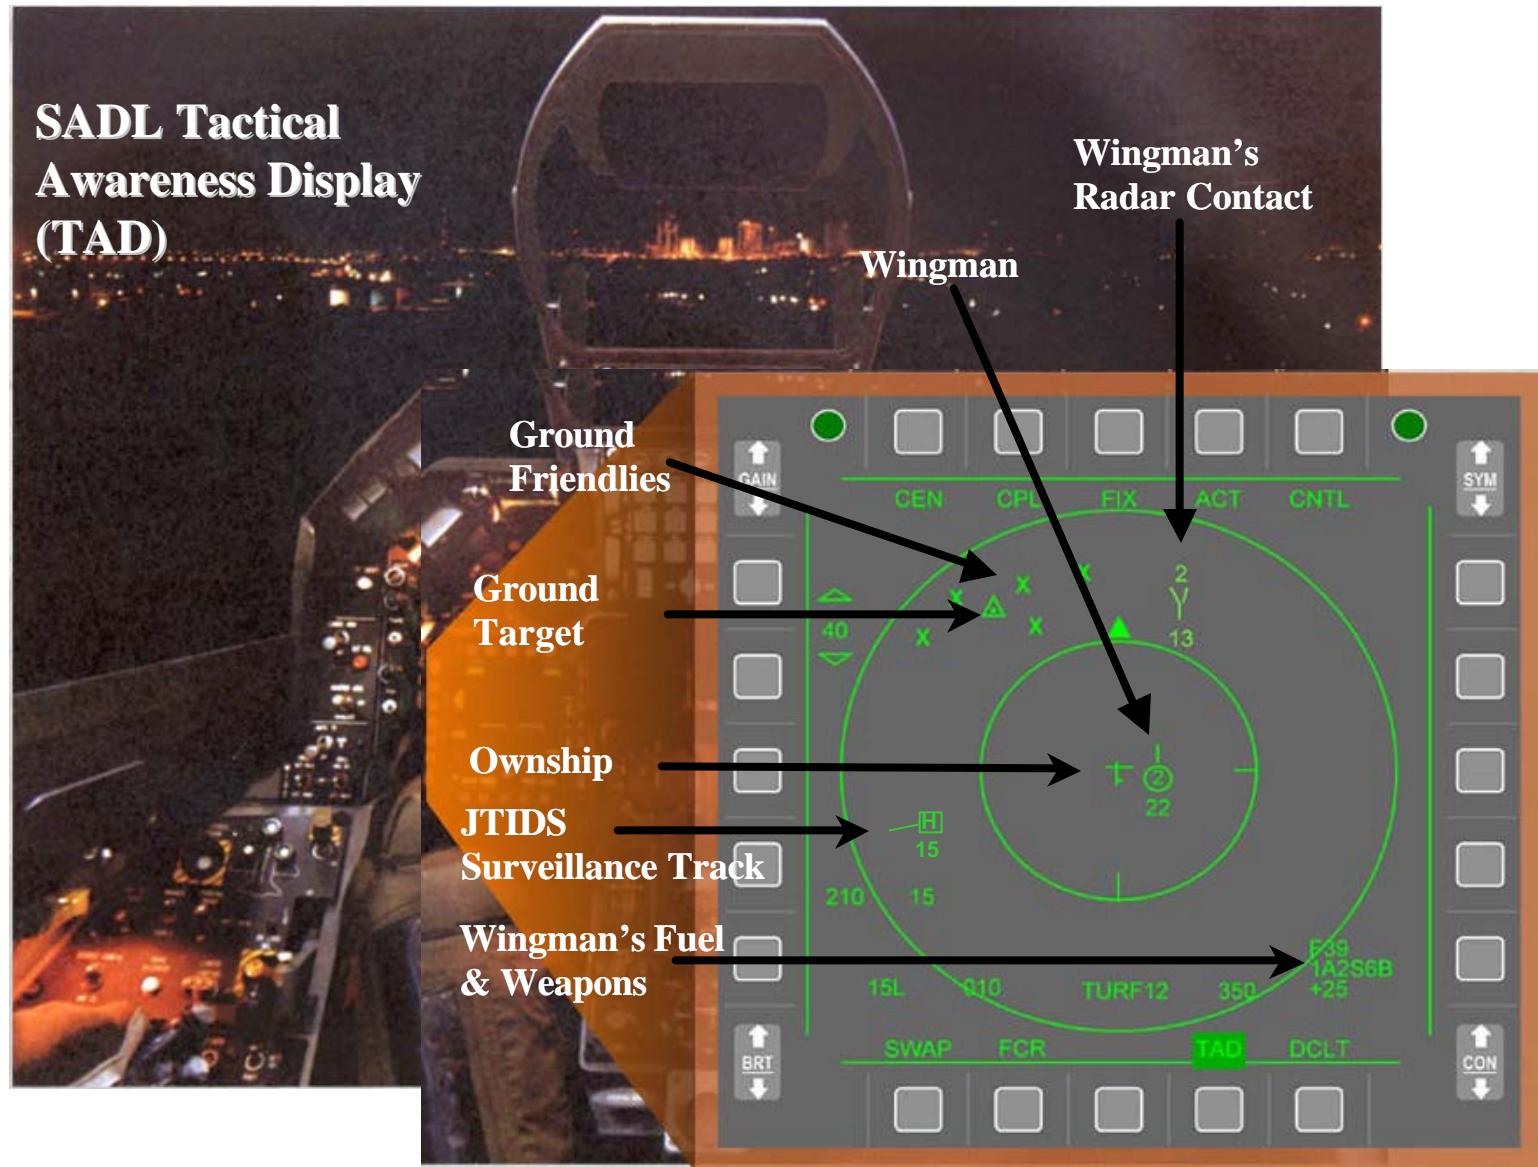 SADL Tactical
Awareness Display
(TAD)
Wingman's
Radar Contact
Wingman
Ground
Friendlies
Ground
Target
Ownship
JTIDS
Surveillance Track
Wingman's Fuel
& Weapons
GAIN
SYM
CEN CPL FIX ACT CNTL
X X X X X
2
13
40
2
22
H
15
210 15
F39
1A2S6B
+25
15L 010 TURF12 350
SWAP FCR TAD DCLT
BRT
CON